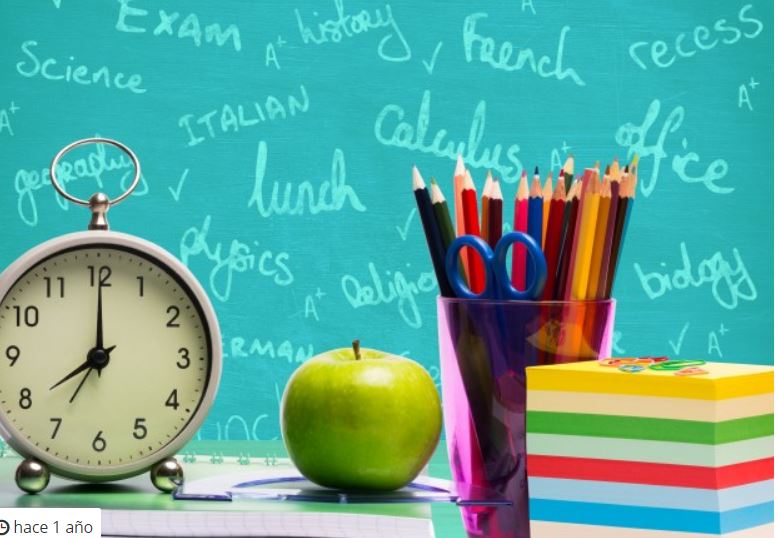 Exam
history
French
recess
A+
Science
A+
ITALIAN
Calculus
office
A+
geography
lunch
A+
physics
Religio
biology
A+
A+
ERMAN
12
11
1
10
2
9
3
8
4
7
5
6
hace 1 año